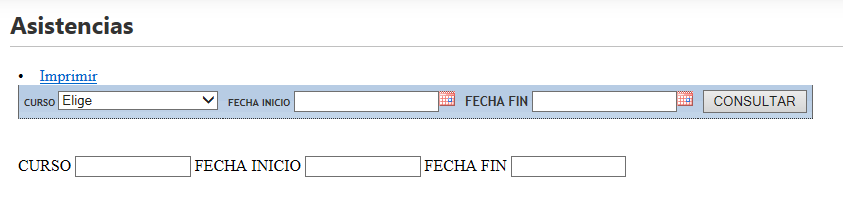 Asistencias
• Imprimir
CURSO Elige FECHA INICIO FECHA FIN CONSULTAR
CURSO FECHA INICIO FECHA FIN